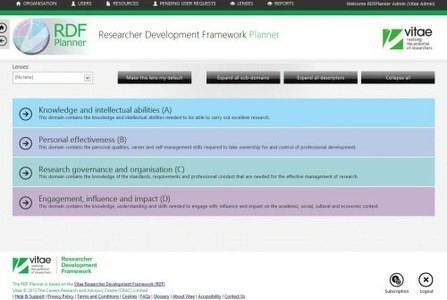 ORGANISATION USERS RESOURCES PENDING USER REQUESTS LENSES REPORTS Welcome RDFPlanner Admin (Vitae Admin)
RDF
Planner
Researcher Development Framework Planner
vitae
realising
the potential
of researchers
Lenses:
[No lens]
Make this lens my default
Expand all sub-domains
Expand all descriptors
Collapse all
Knowledge and intellectual abilities (A)
This domain contains the knowledge and intellectual abilities needed to be able to carry out excellent research.
Personal effectiveness (B)
This domain contains the personal qualities, career and self-management skills required to take ownership for and control of professional development.
Research governance and organisation (C)
This domain contains the knowledge of the standards, requirements and professional conduct that are needed for the effective management of research.
Engagement, influence and impact (D)
This domain contains the knowledge, understanding and skills needed to engage with, influence and impact on the academic, social, cultural and economic context.
vitae
realising
the potential
of researchers
Researcher
Development
Framework
The RDF Planner is based on the Vitae Researcher Development Framework (RDF)
Vitae © 2013 The Careers Research and Advisory Centre (CRAC) Limited
| Help & Support | Privacy Policy | Terms and Conditions | Cookies | FAQs | Glossary | About Vitae | Accessibility | Contact Us
Subscription
Logout